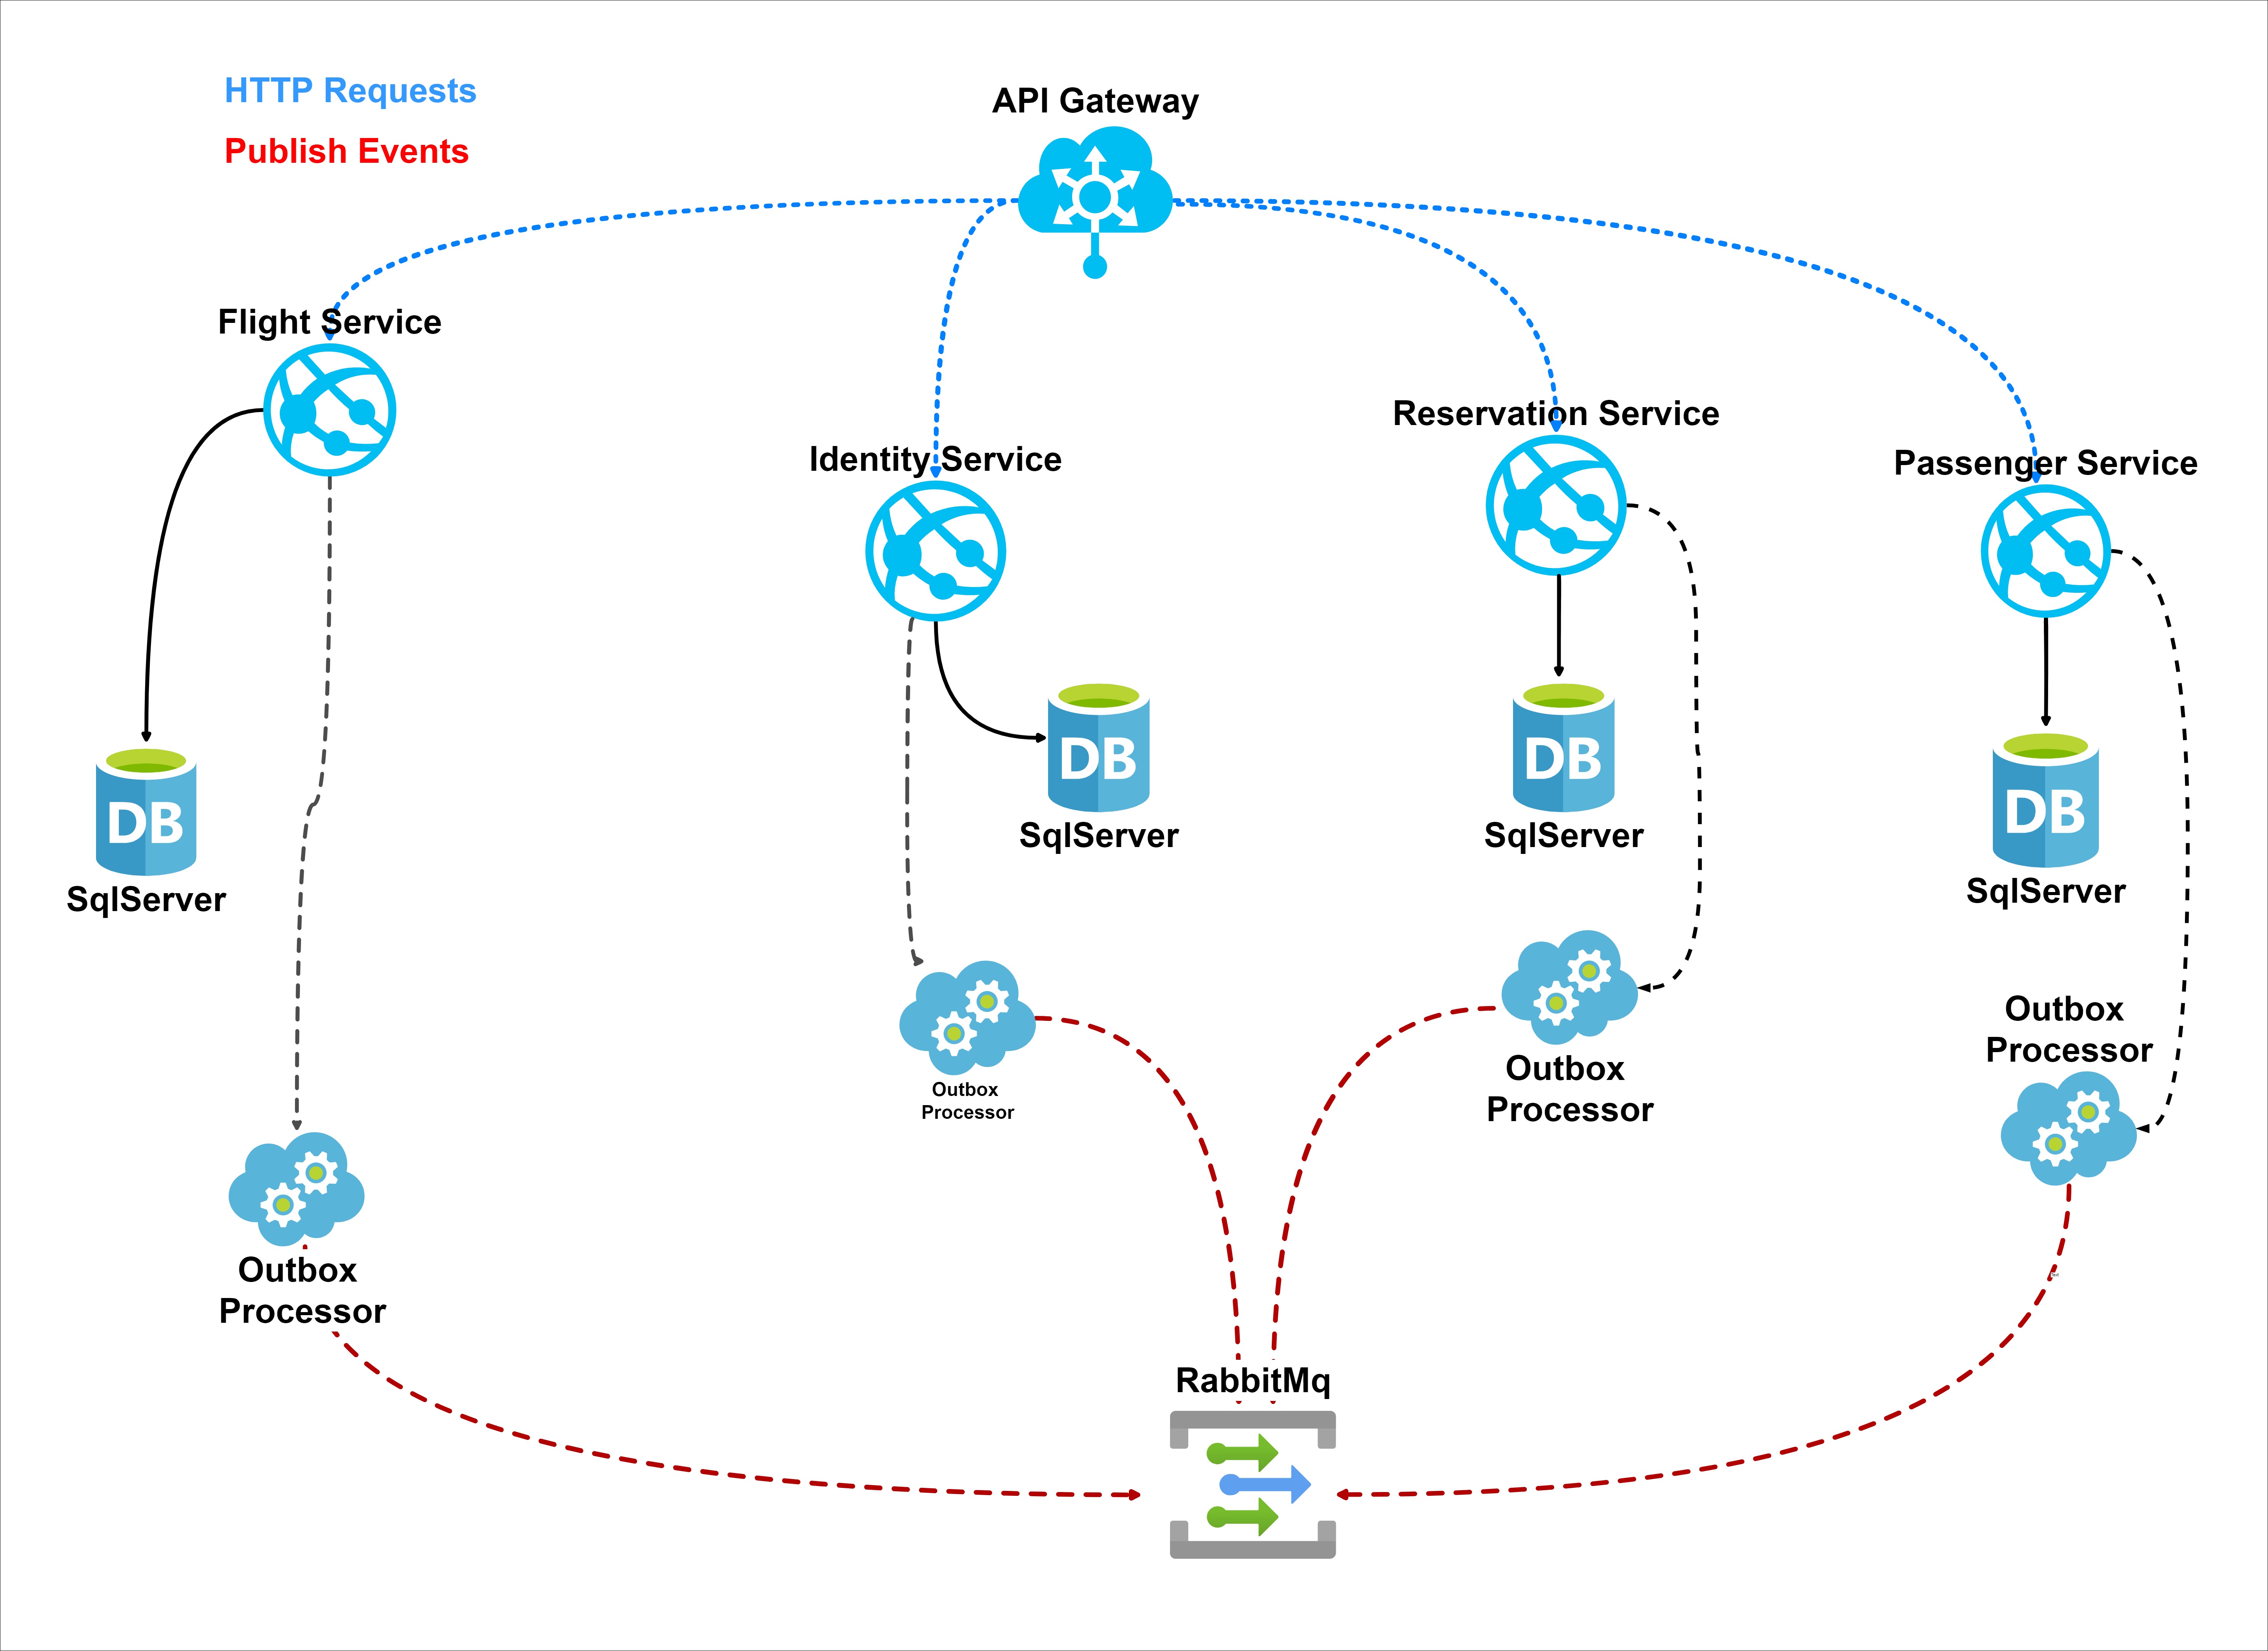 HTTP Requests
Publish Events
API Gateway
Flight Service
Identity Service
Reservation Service
Passenger Service
DB
SqlServer
DB
SqlServer
DB
SqlServer
DB
SqlServer
Outbox
Processor
Outbox
Processor
Outbox
Processor
Outbox
Processor
RabbitMq